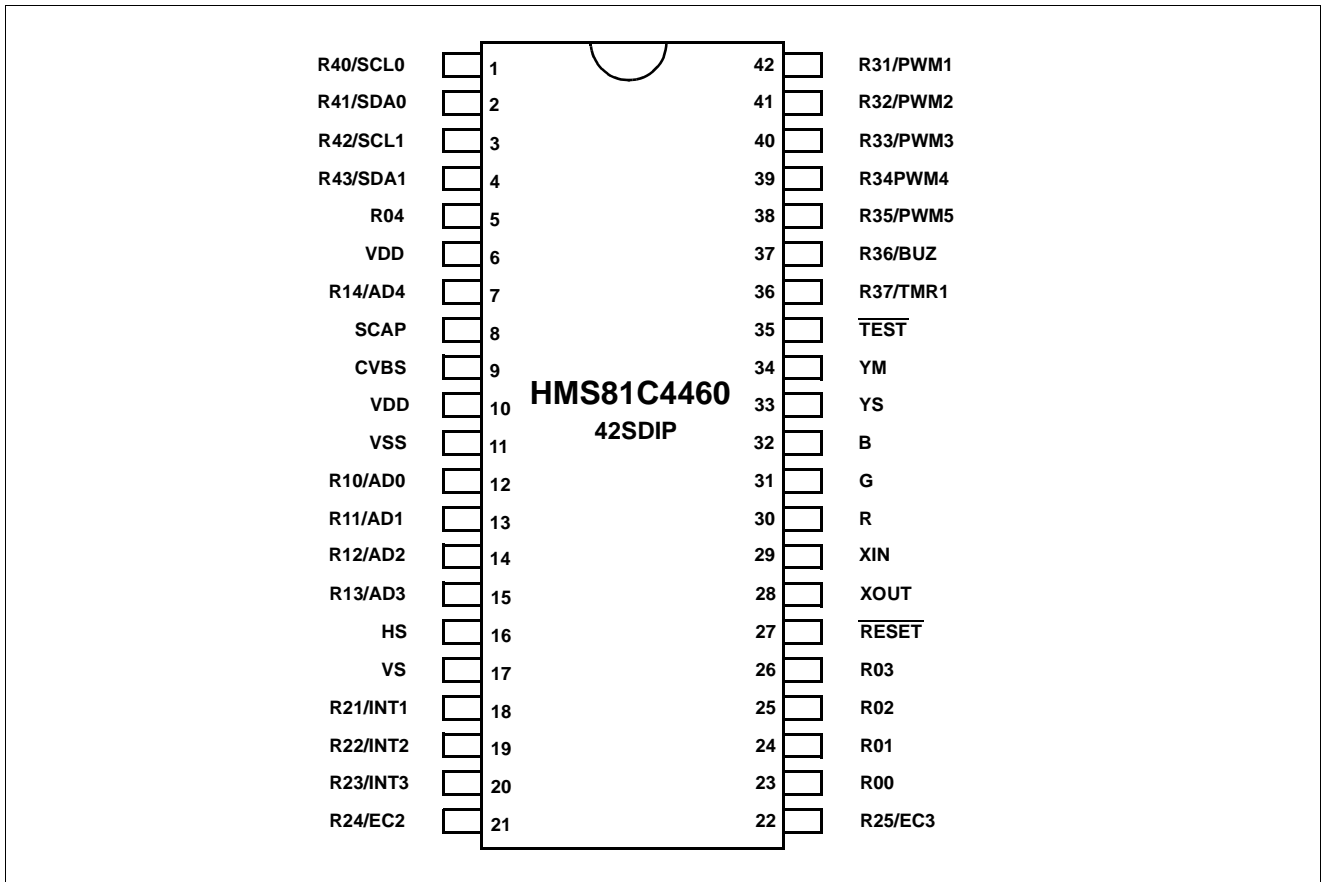 R40/SCL0 1 42 R31/PWM1
R41/SDA0 2 41 R32/PWM2
R42/SCL1 3 40 R33/PWM3
R43/SDA1 4 39 R34PWM4
R04 5 38 R35/PWM5
VDD 6 37 R36/BUZ
R14/AD4 7 36 R37/TMR1
SCAP 8 35 TEST
CVBS 9 34 YM
HMS81C4460
VDD 10 33 YS
42SDIP
VSS 11 32 B
R10/AD0 12 31 G
R11/AD1 13 30 R
R12/AD2 14 29 XIN
R13/AD3 15 28 XOUT
HS 16 27 RESET
VS 17 26 R03
R21/INT1 18 25 R02
R22/INT2 19 24 R01
R23/INT3 20 23 R00
R24/EC2 21 22 R25/EC3